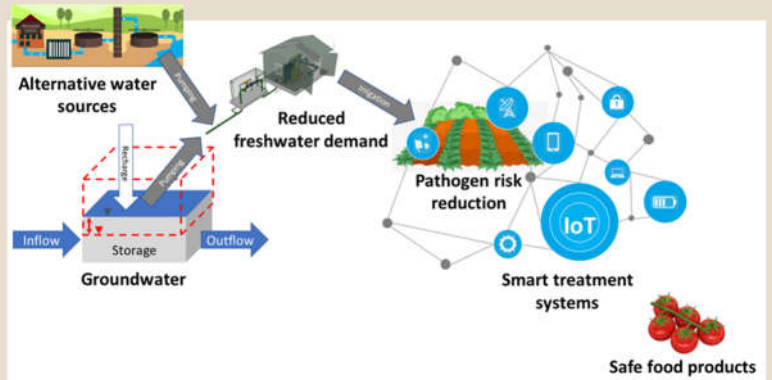 Alternative water
sources
Pumping
Reduced
freshwater demand
Irrigation
Recharge
Pumping
Pathogen risk
reduction
Inflow
Storage
Outflow
Groundwater
IoT
Smart treatment
systems
Safe food products